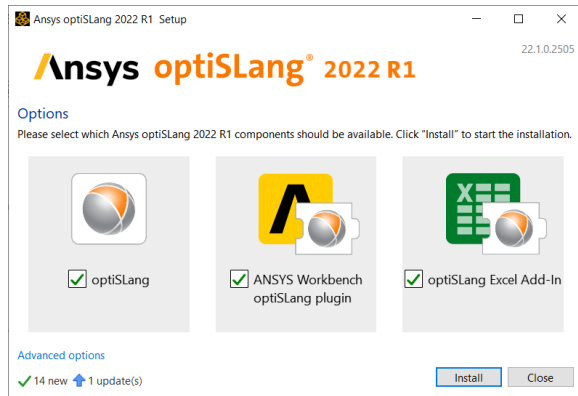 Ansys optiSLang 2022 R1 Setup
22.1.0.2505
Ansys optiSLang® 2022 R1
Options
Please select which Ansys optiSLang 2022 R1 components should be available. Click "Install" to start the installation.
optiSLang
ANSYS Workbench
optiSLang plugin
optiSLang Excel Add-In
Advanced options
14 new 1 update(s)
Install Close